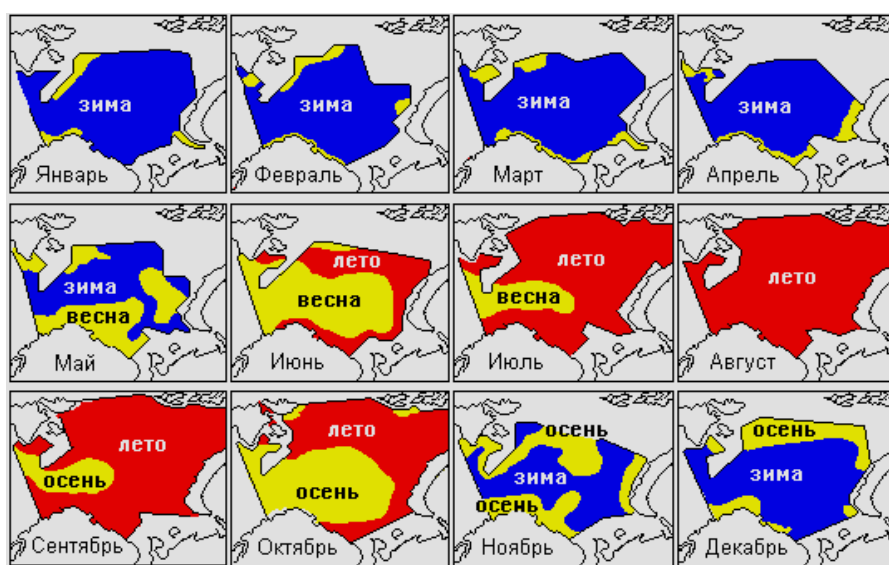 зима
Январь
зима
Февраль
зима
Март
зима
Апрель
зима
весна
Май
лето
весна
Июнь
лето
весна
Июль
лето
Август
лето
осень
Сентябрь
лето
осень
Октябрь
осень
зима
осень
Ноябрь
осень
зима
Декабрь